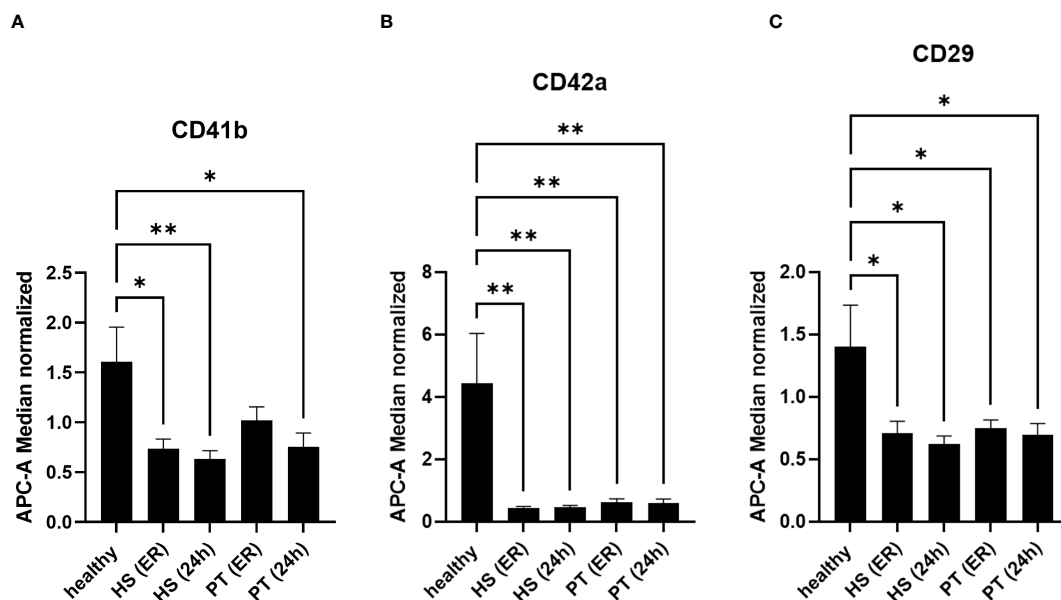 A
CD41b
*
**
*
APC-A Median normalized
2.5
2.0
1.5
1.0
0.5
0.0
healthy
HS (ER)
HS (24h)
PT (ER)
PT (24h)
B
CD42a
**
**
**
**
APC-A Median normalized
8
6
4
2
0
healthy
HS (ER)
HS (24h)
PT (ER)
PT (24h)
C
CD29
*
*
*
*
APC-A Median normalized
2.0
1.5
1.0
0.5
0.0
healthy
HS (ER)
HS (24h)
PT (ER)
PT (24h)